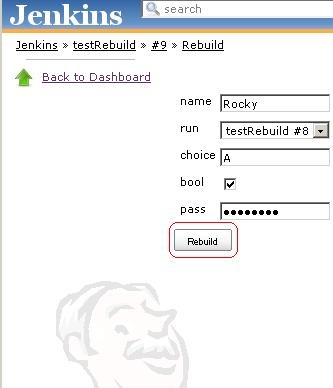 Jenkins
search
Jenkins » testRebuild » #9 » Rebuild
Back to Dashboard
name Rocky
run testRebuild #8
choice A
bool
pass ••••••••
Rebuild